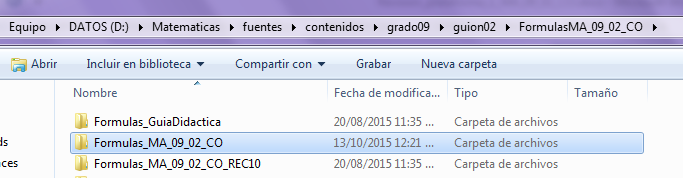 Equipo ▸ DATOS (D:) ▸ Matematicas ▸ fuentes ▸ contenidos ▸ grado09 ▸ guion02 ▸ FormulasMA_09_02_CO ▸
Abrir Incluir en biblioteca ▾ Compartir con ▾ Grabar Nueva carpeta
Nombre Fecha de modifica... Tipo Tamaño
Formulas_GuiaDidactica 20/08/2015 11:35 ... Carpeta de archivos
Formulas_MA_09_02_CO 13/10/2015 12:21 ... Carpeta de archivos
Formulas_MA_09_02_CO_REC10 20/08/2015 11:35 ... Carpeta de archivos
ds
aces